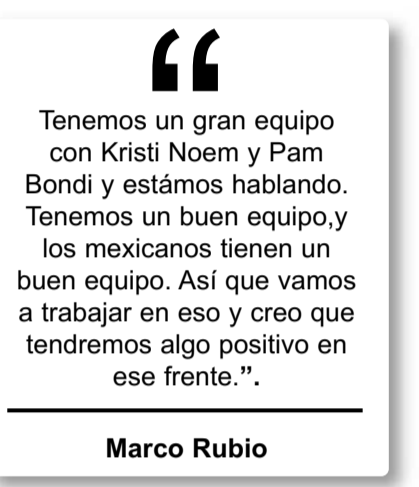 “
Tenemos un gran equipo
con Kristi Noem y Pam
Bondi y estámos hablando.
Tenemos un buen equipo,y
los mexicanos tienen un
buen equipo. Así que vamos
a trabajar en eso y creo que
tendremos algo positivo en
ese frente.”.
Marco Rubio